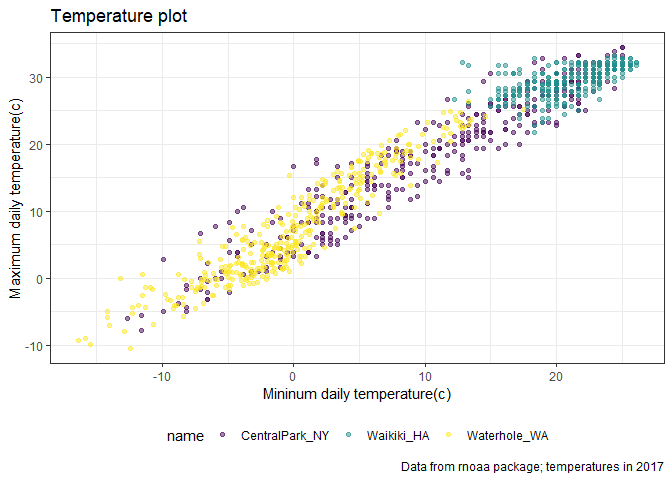 Temperature plot
Maximum daily temperature(c)
30
20
10
0
-10
-10 0 10 20
Mininum daily temperature(c)
name CentralPark_NY Waikiki_HA Waterhole_WA
Data from rnoaa package; temperatures in 2017